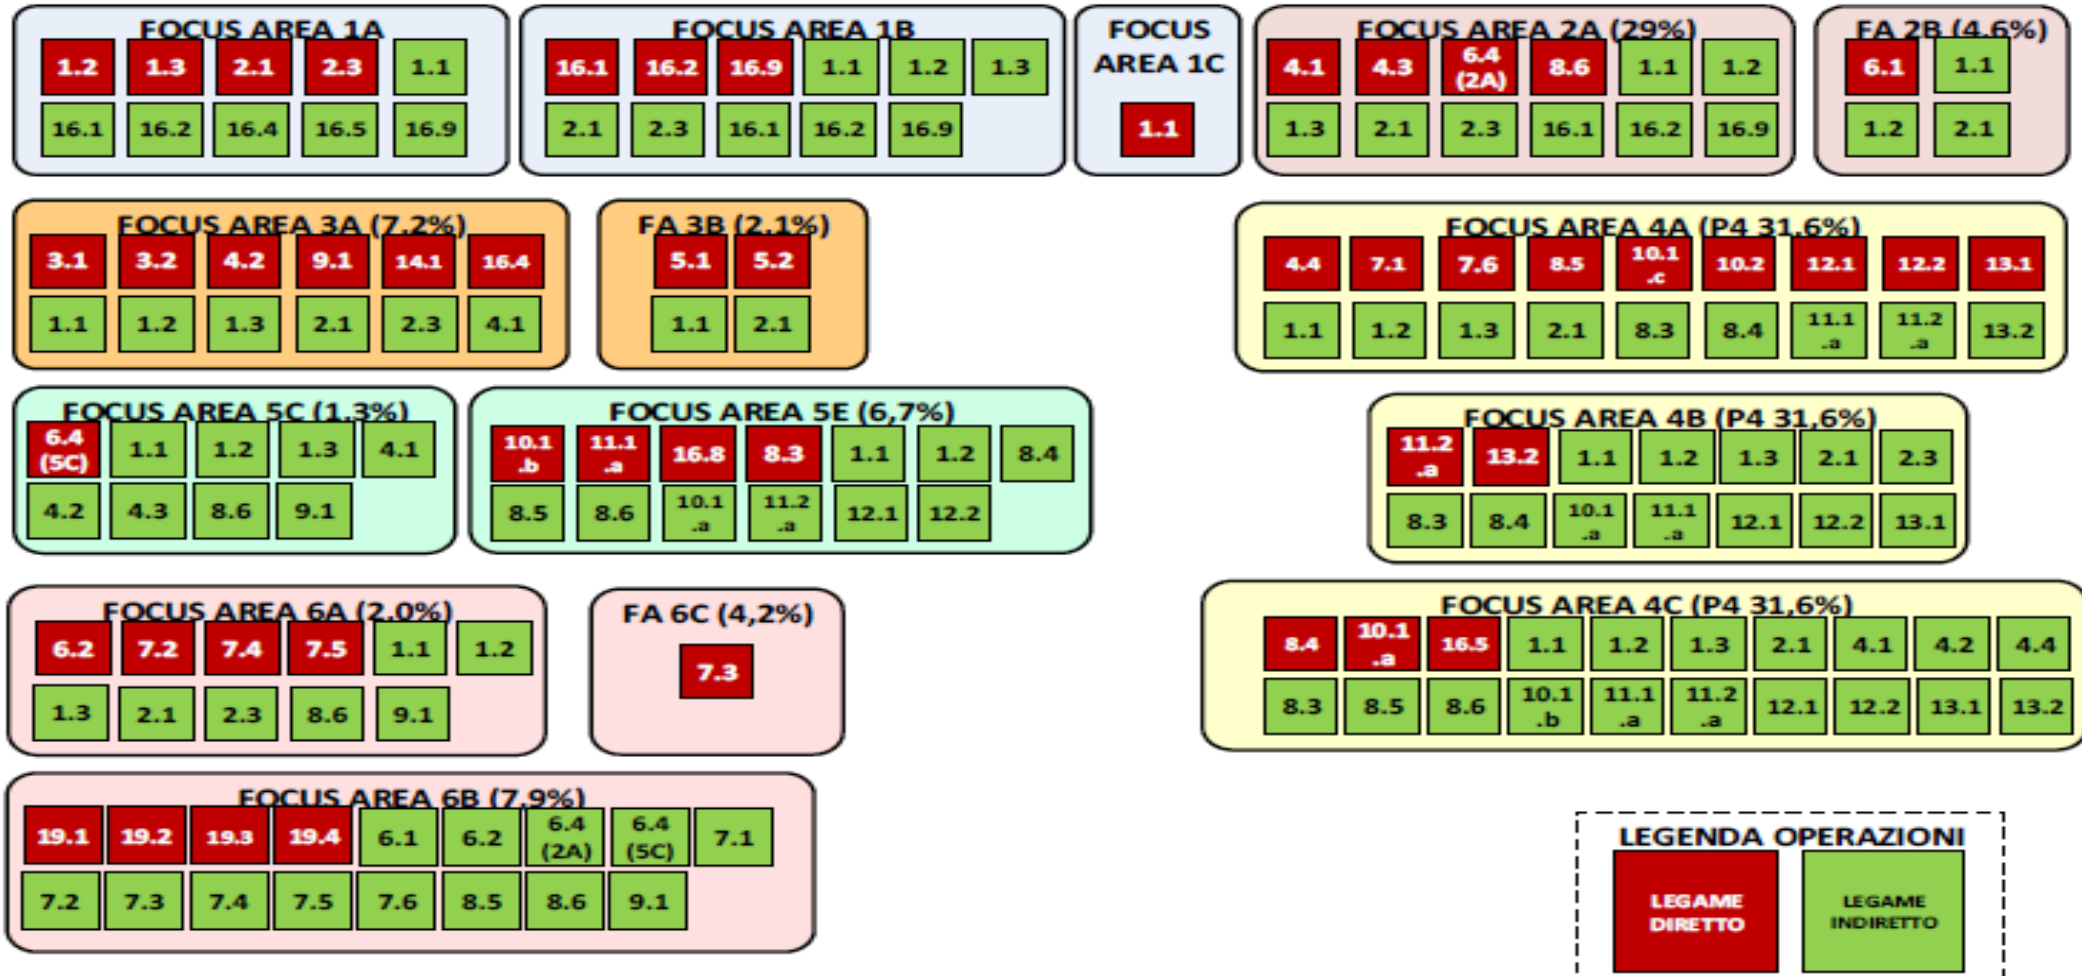 FOCUS AREA 1A
1.2 1.3 2.1 2.3 1.1
16.1 16.2 16.4 16.5 16.9
FOCUS AREA 1B
16.1 16.2 16.9 1.1 1.2 1.3
2.1 2.3 16.1 16.2 16.9
FOCUS
AREA 1C
1.1
FOCUS AREA 2A (29%)
4.1 4.3 6.4 (2A) 8.6 1.1 1.2
1.3 2.1 2.3 16.1 16.2 16.9
FA 2B (4,6%)
6.1 1.1
1.2 2.1
FOCUS AREA 3A (7,2%)
3.1 3.2 4.2 9.1 14.1 16.4
1.1 1.2 1.3 2.1 2.3 4.1
FA 3B (2,1%)
5.1 5.2
1.1 2.1
FOCUS AREA 4A (P4 31,6%)
4.4 7.1 7.6 8.5 10.1.c 10.2 12.1 12.2 13.1
1.1 1.2 1.3 2.1 8.3 8.4 11.1.a 11.2.a 13.2
FOCUS AREA 5C (1,3%)
6.4 (5C) 1.1 1.2 1.3 4.1
4.2 4.3 8.6 9.1
FOCUS AREA 5E (6,7%)
10.1.b 11.1.a 16.8 8.3 1.1 1.2 8.4
8.5 8.6 10.1.a 11.2.a 12.1 12.2
FOCUS AREA 4B (P4 31,6%)
11.2.a 13.2 1.1 1.2 1.3 2.1 2.3
8.3 8.4 10.1.a 11.1.a 12.1 12.2 13.1
FOCUS AREA 6A (2,0%)
6.2 7.2 7.4 7.5 1.1 1.2
1.3 2.1 2.3 8.6 9.1
FA 6C (4,2%)
7.3
FOCUS AREA 4C (P4 31,6%)
8.4 10.1.a 16.5 1.1 1.2 1.3 2.1 4.1 4.2 4.4
8.3 8.5 8.6 10.1.b 11.1.a 11.2.a 12.1 12.2 13.1 13.2
FOCUS AREA 6B (7,9%)
19.1 19.2 19.3 19.4 6.1 6.2 6.4 (2A) 6.4 (5C) 7.1
7.2 7.3 7.4 7.5 7.6 8.5 8.6 9.1
LEGENDA OPERAZIONI
LEGAME
DIRETTO
LEGAME
INDIRETTO